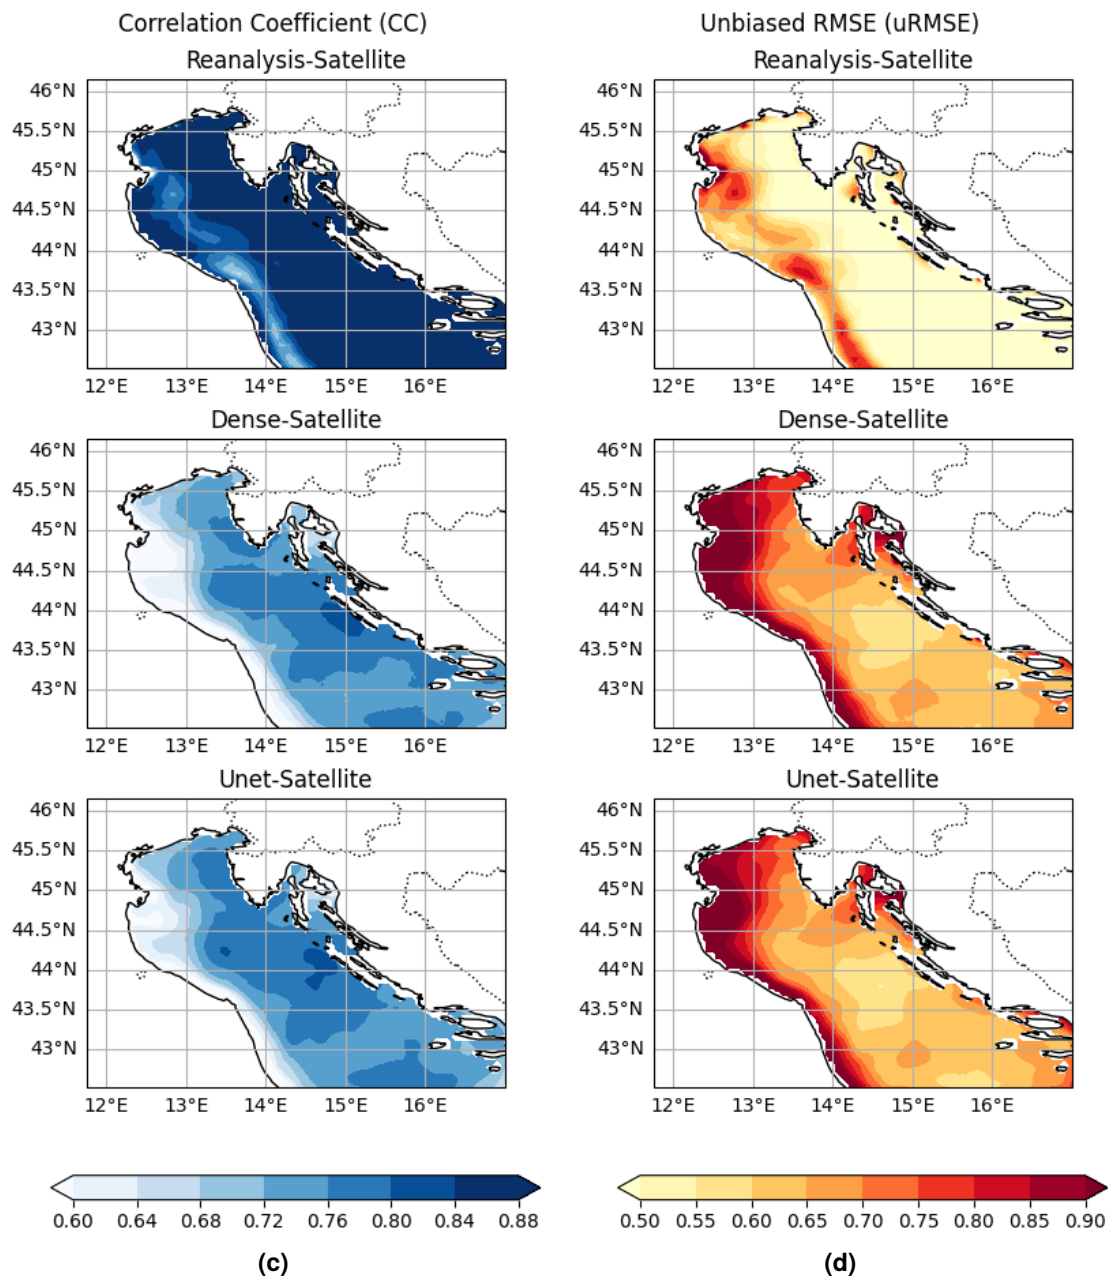 Correlation Coefficient (CC)
Unbiased RMSE (uRMSE)
Reanalysis-Satellite
Reanalysis-Satellite
46°N
45.5°N
45°N
44.5°N
44°N
43.5°N
43°N
12°E 13°E 14°E 15°E 16°E
46°N
45.5°N
45°N
44.5°N
44°N
43.5°N
43°N
12°E 13°E 14°E 15°E 16°E
Dense-Satellite
Dense-Satellite
46°N
45.5°N
45°N
44.5°N
44°N
43.5°N
43°N
12°E 13°E 14°E 15°E 16°E
46°N
45.5°N
45°N
44.5°N
44°N
43.5°N
43°N
12°E 13°E 14°E 15°E 16°E
Unet-Satellite
Unet-Satellite
46°N
45.5°N
45°N
44.5°N
44°N
43.5°N
43°N
12°E 13°E 14°E 15°E 16°E
46°N
45.5°N
45°N
44.5°N
44°N
43.5°N
43°N
12°E 13°E 14°E 15°E 16°E
0.60 0.64 0.68 0.72 0.76 0.80 0.84 0.88
0.50 0.55 0.60 0.65 0.70 0.75 0.80 0.85 0.90
(c)
(d)